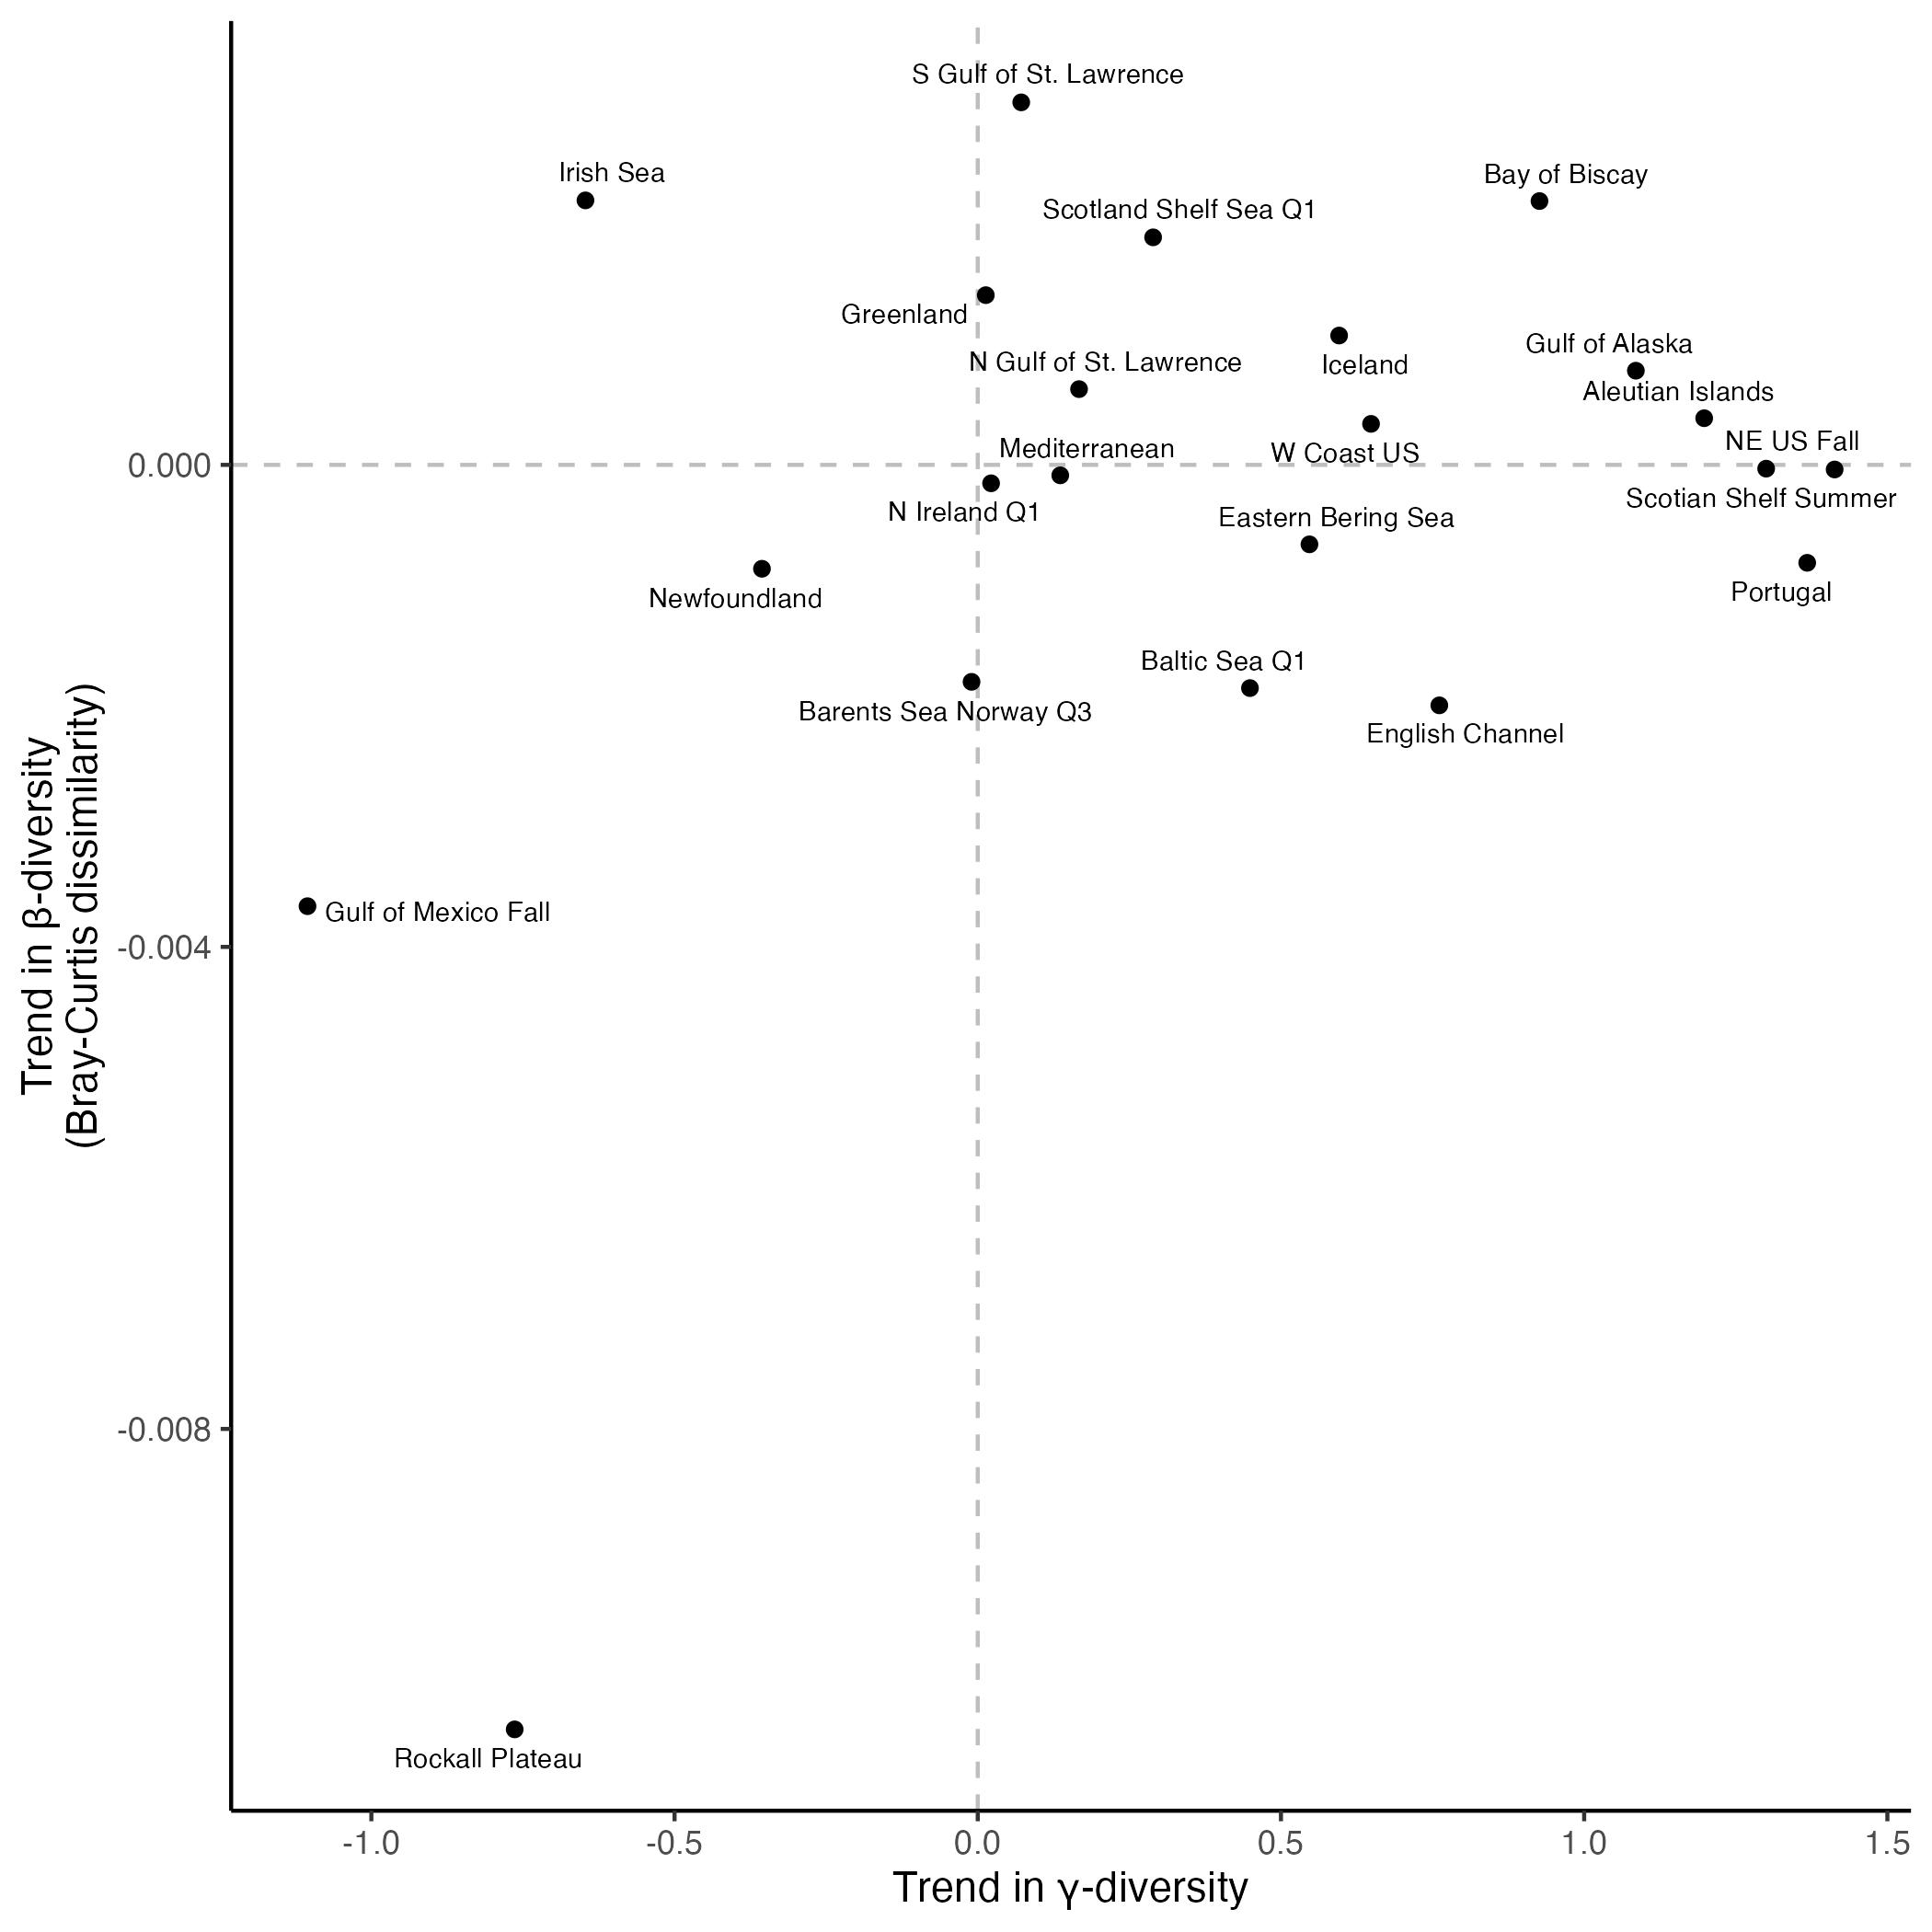 S Gulf of St. Lawrence
Irish Sea
Bay of Biscay
Scotland Shelf Sea Q1
Greenland
Gulf of Alaska
N Gulf of St. Lawrence
Iceland
Aleutian Islands
NE US Fall
Mediterranean
W Coast US
0.000
Scotian Shelf Summer
N Ireland Q1
Eastern Bering Sea
Portugal
Newfoundland
Baltic Sea Q1
Barents Sea Norway Q3
English Channel
Gulf of Mexico Fall
-0.004
Trend in β-diversity
(Bray-Curtis dissimilarity)
-0.008
Rockall Plateau
-1.0
-0.5
0.0
0.5
1.0
1.5
Trend in γ-diversity